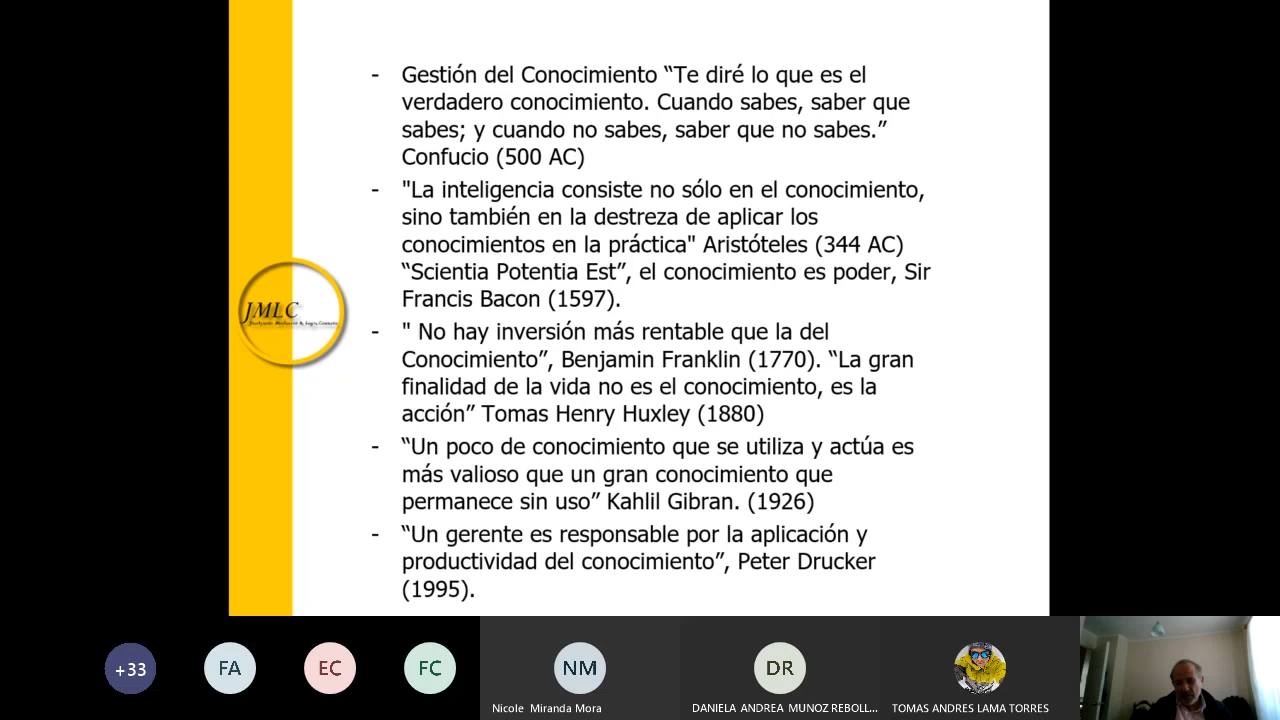 - Gestión del Conocimiento “Te diré lo que es el
verdadero conocimiento. Cuando sabes, saber que
sabes; y cuando no sabes, saber que no sabes.”
Confucio (500 AC)
- "La inteligencia consiste no sólo en el conocimiento,
sino también en la destreza de aplicar los
conocimientos en la práctica" Aristóteles (344 AC)
“Scientia Potentia Est”, el conocimiento es poder, Sir
Francis Bacon (1597).
- " No hay inversión más rentable que la del
Conocimiento”, Benjamin Franklin (1770). “La gran
finalidad de la vida no es el conocimiento, es la
acción” Tomas Henry Huxley (1880)
- “Un poco de conocimiento que se utiliza y actúa es
más valioso que un gran conocimiento que
permanece sin uso” Kahlil Gibran. (1926)
- “Un gerente es responsable por la aplicación y
productividad del conocimiento”, Peter Drucker
(1995).
JMLC
+33
FA
EC
FC
NM
DR
Nicole Miranda Mora
DANIELA ANDREA MUNOZ REBOLL...
TOMAS ANDRES LAMA TORRES